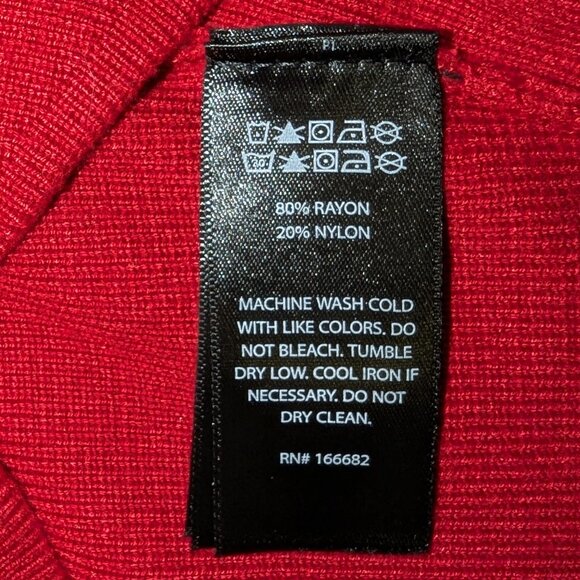 80% RAYON
20% NYLON
MACHINE WASH COLD
WITH LIKE COLORS. DO
NOT BLEACH. TUMBLE
DRY LOW. COOL IRON IF
NECESSARY. DO NOT
DRY CLEAN.
RN# 166682